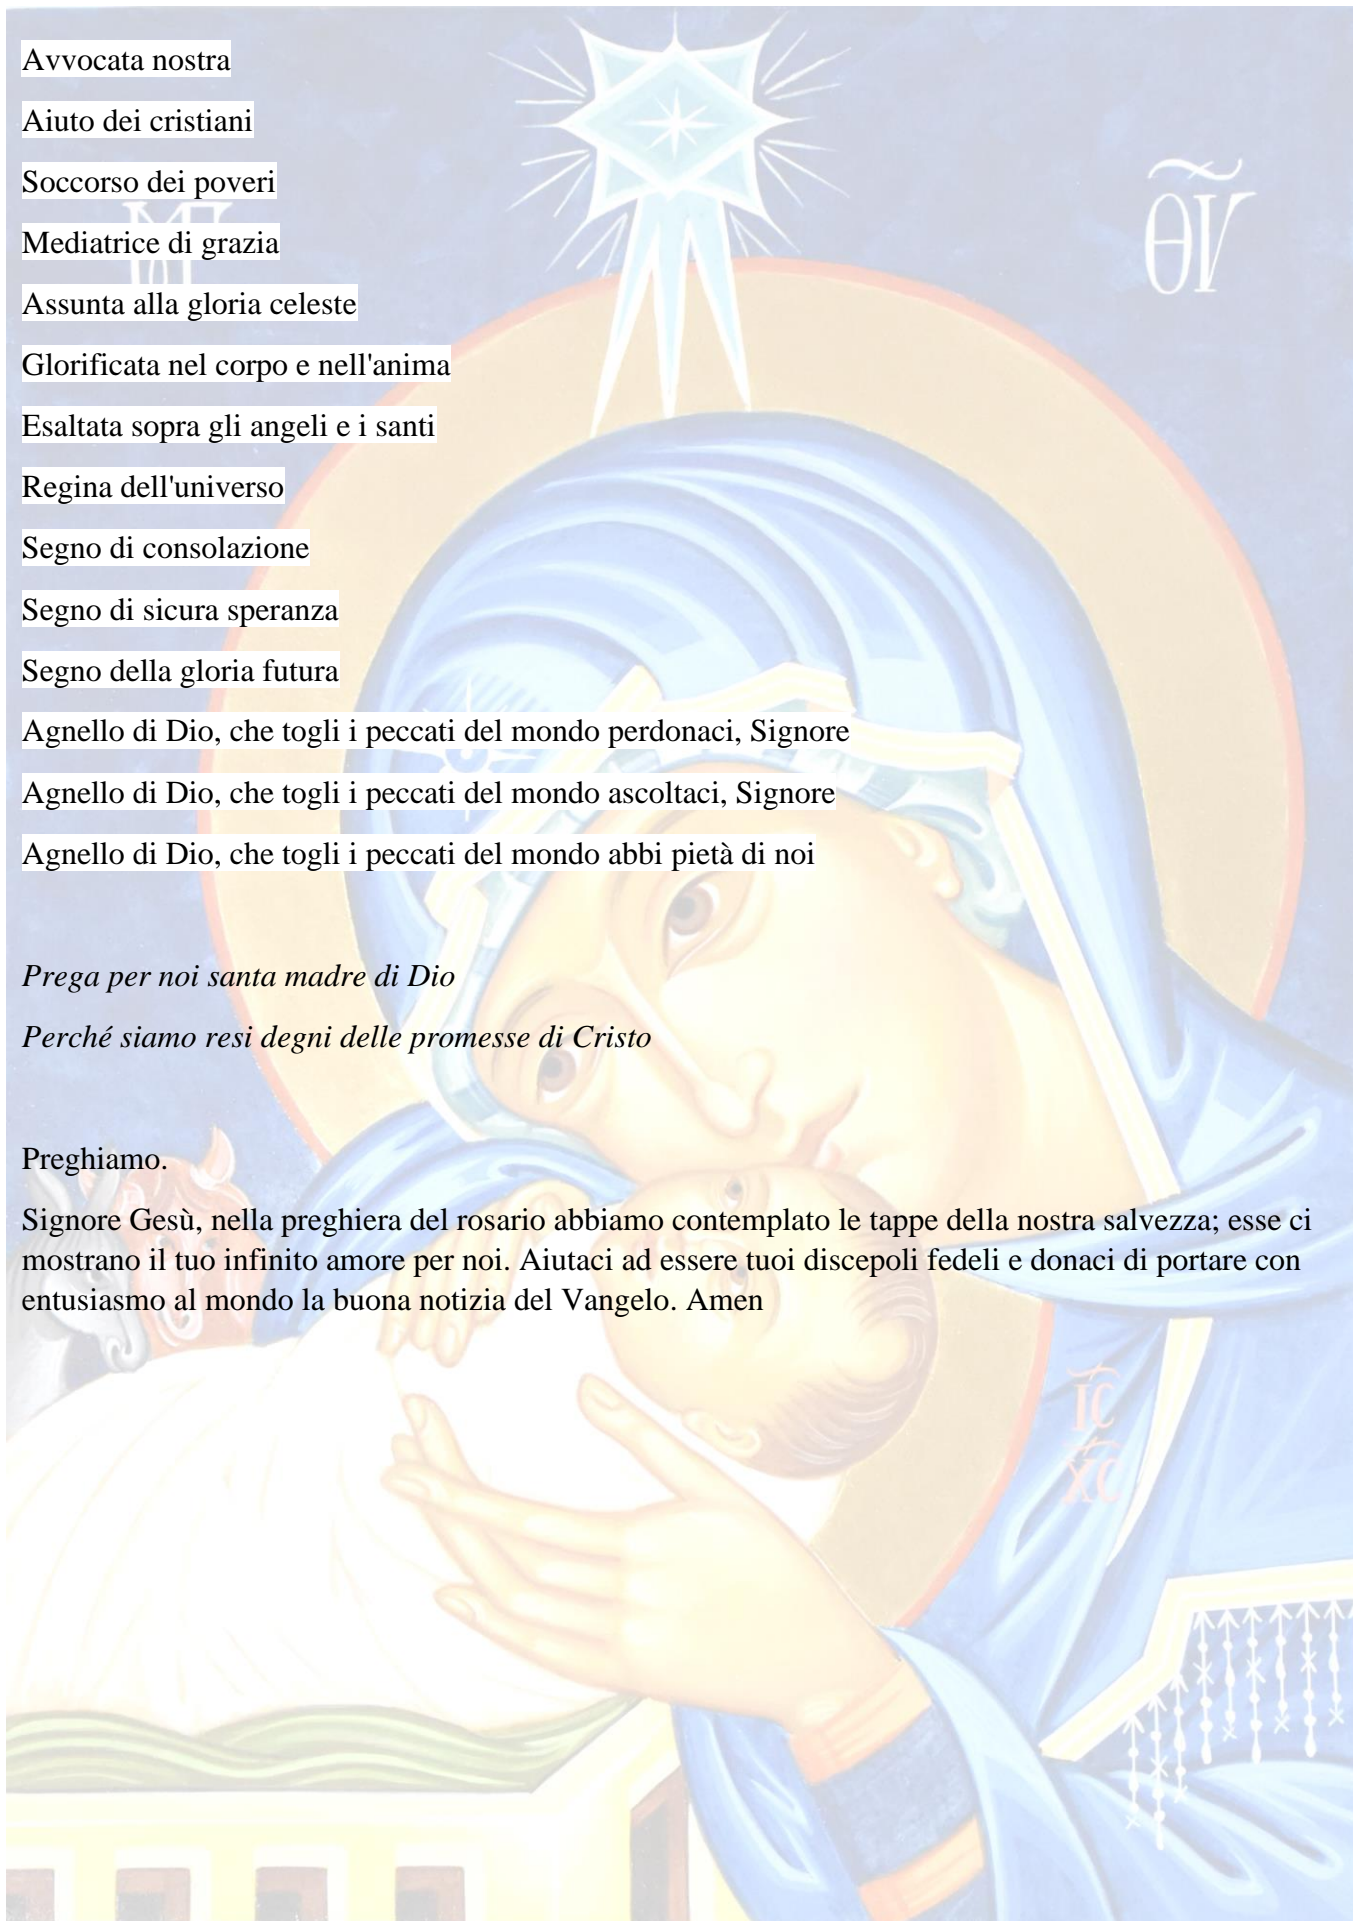 Avvocata nostra
Aiuto dei cristiani
Soccorso dei poveri
Mediatrice di grazia
Assunta alla gloria celeste
Glorificata nel corpo e nell'anima
Esaltata sopra gli angeli e i santi
Regina dell'universo
Segno di consolazione
Segno di sicura speranza
Segno della gloria futura
Agnello di Dio, che togli i peccati del mondo perdonaci, Signore
Agnello di Dio, che togli i peccati del mondo ascoltaci, Signore
Agnello di Dio, che togli i peccati del mondo abbi pietà di noi
Prega per noi santa madre di Dio
Perché siamo resi degni delle promesse di Cristo
Preghiamo.
Signore Gesù, nella preghiera del rosario abbiamo contemplato le tappe della nostra salvezza; esse ci
mostrano il tuo infinito amore per noi. Aiutaci ad essere tuoi discepoli fedeli e donaci di portare con
entusiasmo al mondo la buona notizia del Vangelo. Amen
ΘΥ
IC
XC